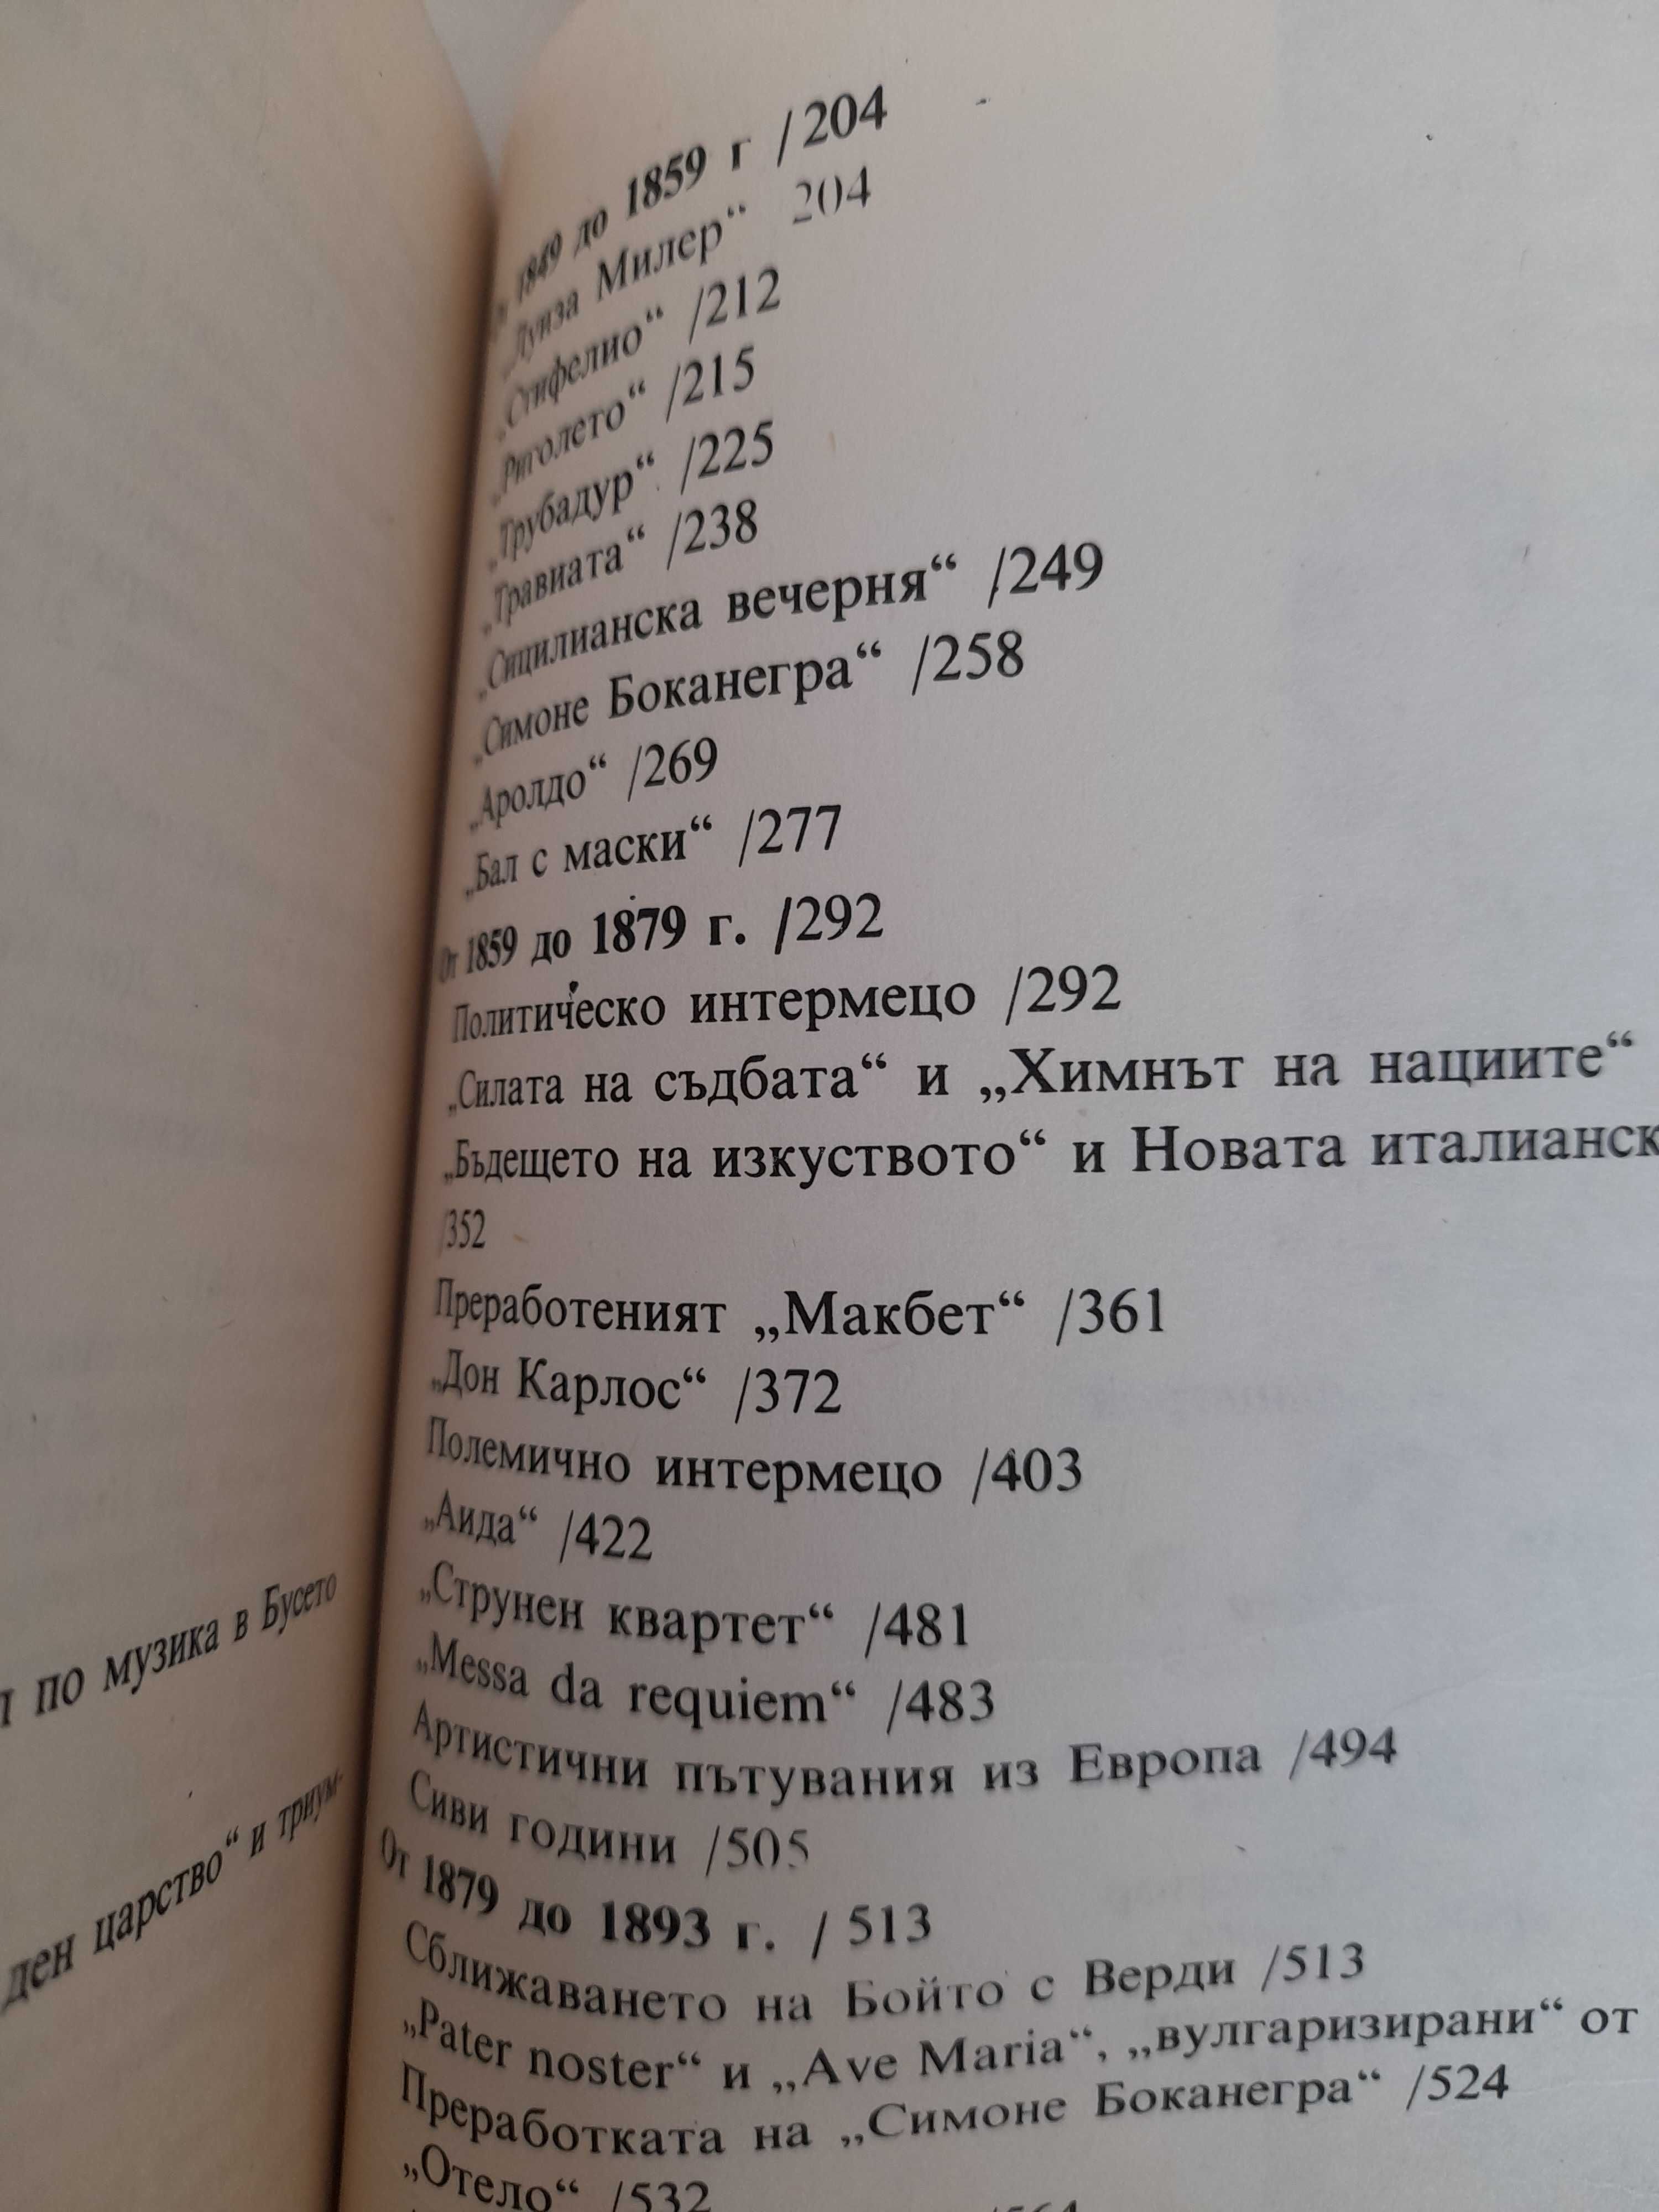 по музика в Бусето
ден царство“ и триум-
От 1849 до 1859 г /204
„Луиза Милер“ 204
„Стифелио“ /212
„Риголето“ /215
„Трубадур“ /225
„Травиата“ /238
„Сицилианска вечерня“ /249
„Симоне Боканегра“ /258
„Аролдо“ /269
„Бал с маски“ /277
От 1859 до 1879 г. /292
Политическо интермецо /292
„Силата на съдбата“ и „Химнът на нациите“
„Бъдещето на изкуството“ и Новата италианск
/352
Преработеният „Макбет“ /361
„Дон Карлос“ /372
Полемично интермецо /403
„Аида“ /422
„Струнен квартет“ /481
„Messa da requiem“ /483
Артистични пътувания из Европа /494
Сиви години /505
От 1879 до 1893 г. / 513
Сближаването на Бойто с Верди /513
„Pater noster“ и „Ave Maria“, „вулгаризирани“ от
Преработката на „Симоне Боканегра“ /524
„Отело“ /532